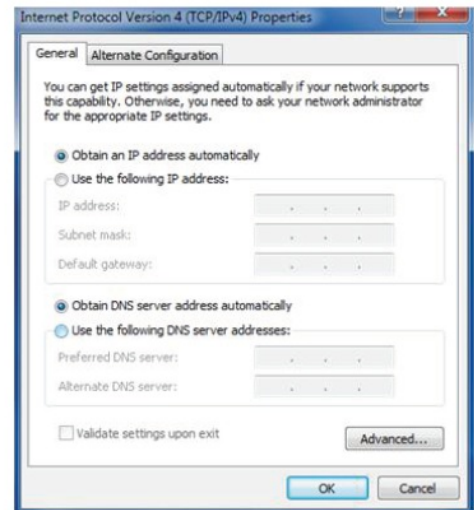 Internet Protocol Version 4 (TCP/IPv4) Properties
General
Alternate Configuration
You can get IP settings assigned automatically if your network supports
this capability. Otherwise, you need to ask your network administrator
for the appropriate IP settings.
Obtain an IP address automatically
Use the following IP address:
IP address:
Subnet mask:
Default gateway:
Obtain DNS server address automatically
Use the following DNS server addresses:
Preferred DNS server:
Alternate DNS server:
Validate settings upon exit
Advanced...
OK
Cancel